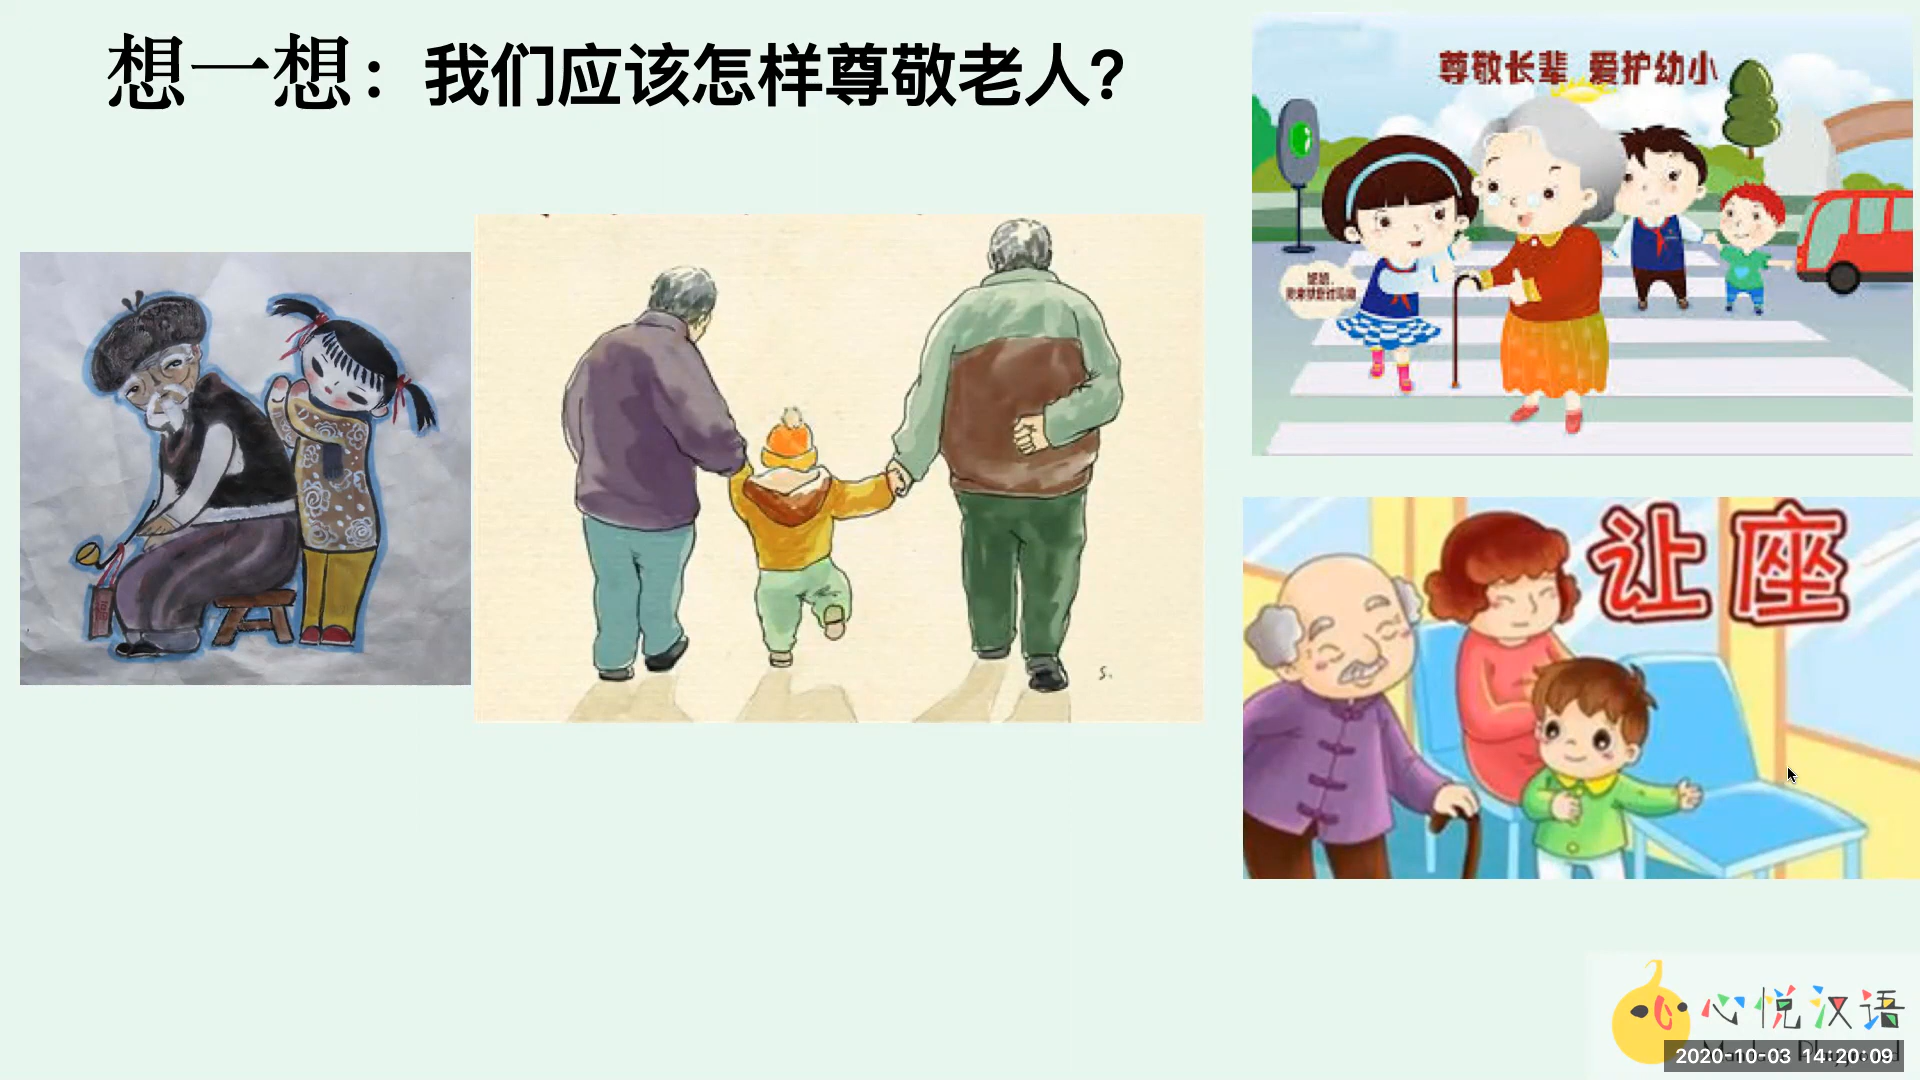 想一想：我们应该怎样尊敬老人？
尊敬长辈 爱护幼小
让座
心悦汉语
2020-10-03 14:20:09